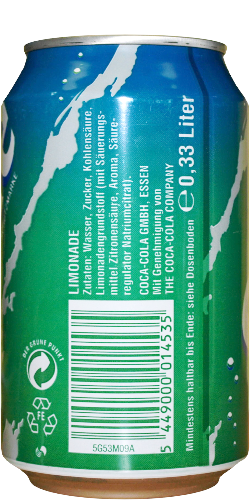 LIMONADE
Zutaten: Wasser, Zucker, Kohlensäure,
Limonadengrundstoff (mit Säuerungs-
mittel Zitronensäure, Aroma, Säure-
regulator Natriumcitrat).
COCA-COLA GMBH, ESSEN
Mit Genehmigung von
THE COCA-COLA COMPANY
℮ 0,33 Liter
Mindestens haltbar bis Ende: siehe Dosenboden
5 449000 014535
5G53M09A
DER GRÜNE PUNKT
FE